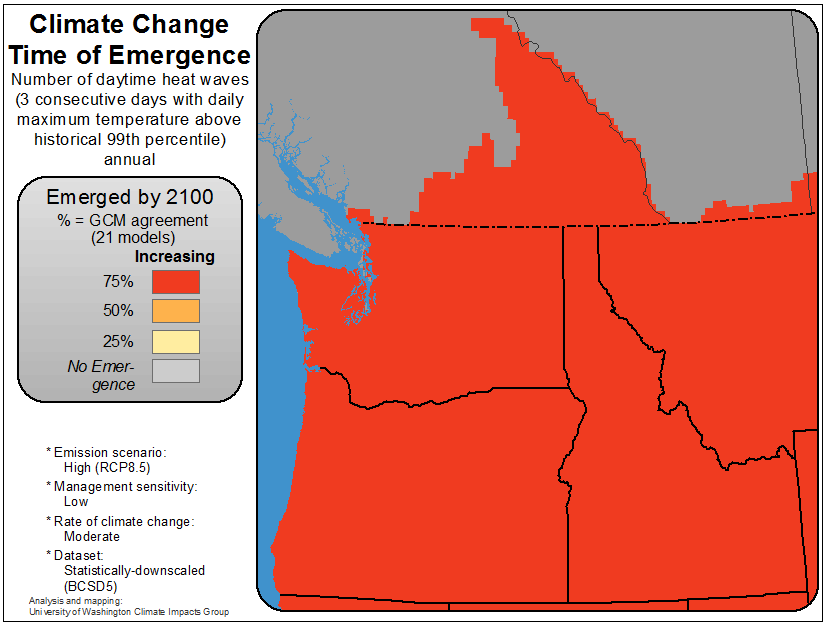 Climate Change
Time of Emergence
Number of daytime heat waves
(3 consecutive days with daily
maximum temperature above
historical 99th percentile)
annual
Emerged by 2100
% = GCM agreement
(21 models)
Increasing
75%
50%
25%
No Emer-
gence
* Emission scenario:
High (RCP8.5)
* Management sensitivity:
Low
* Rate of climate change:
Moderate
* Dataset:
Statistically-downscaled
(BCSD5)
Analysis and mapping:
University of Washington Climate Impacts Group